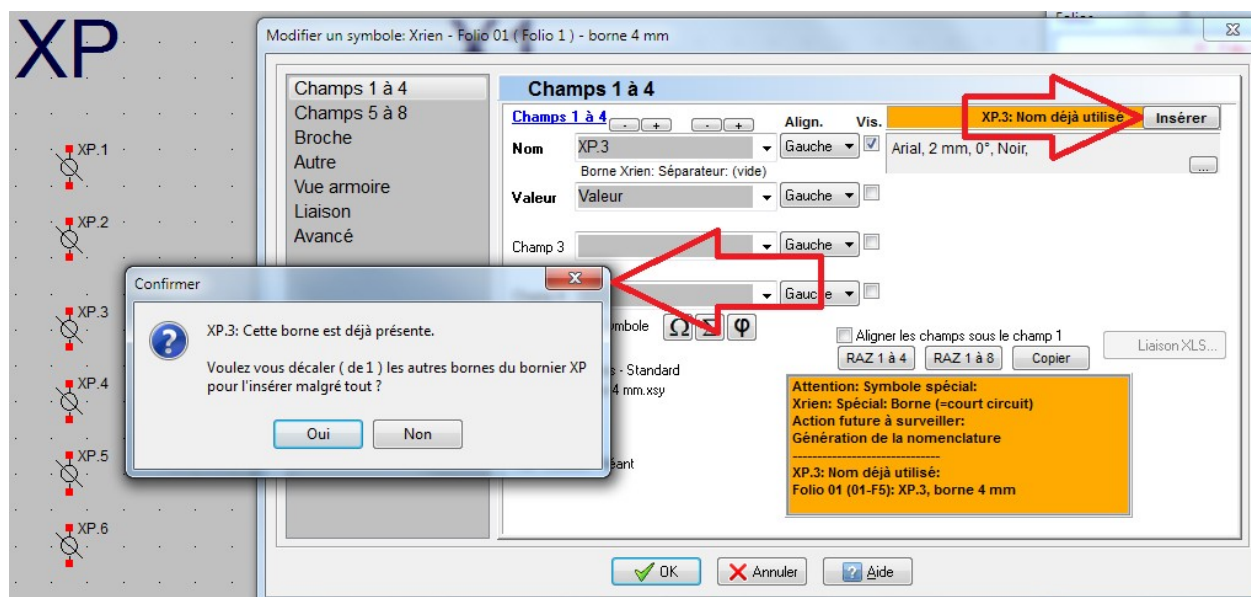 XP
XP.1
XP.2
XP.3
XP.4
XP.5
XP.6
Modifier un symbole: Xrien - Folio 01 ( Folio 1 ) - borne 4 mm
Champs 1 à 4
Champs 5 à 8
Broche
Autre
Vue armoire
Liaison
Avancé
Champs 1 à 4
Champs 1 à 4 - + - + Align. Vis. XP.3: Nom déjà utilisé Insérer
Nom XP.3 Gauche Arial, 2 mm, 0°, Noir, ...
Borne Xrien: Séparateur: (vide)
Valeur Valeur Gauche
Champ 3 Gauche
Gauche
Ω Σ φ
Aligner les champs sous le champ 1
RAZ 1 à 4 RAZ 1 à 8 Copier Liaison XLS...
- Standard
4 mm.xsy
Attention: Symbole spécial:
Xrien: Spécial: Borne (=court circuit)
Action future à surveiller:
Génération de la nomenclature
------------------------------
XP.3: Nom déjà utilisé:
Folio 01 (01-F5): XP.3, borne 4 mm
Confirmer
XP.3: Cette borne est déjà présente.
Voulez vous décaler ( de 1 ) les autres bornes du bornier XP
pour l'insérer malgré tout ?
Oui Non
OK Annuler Aide